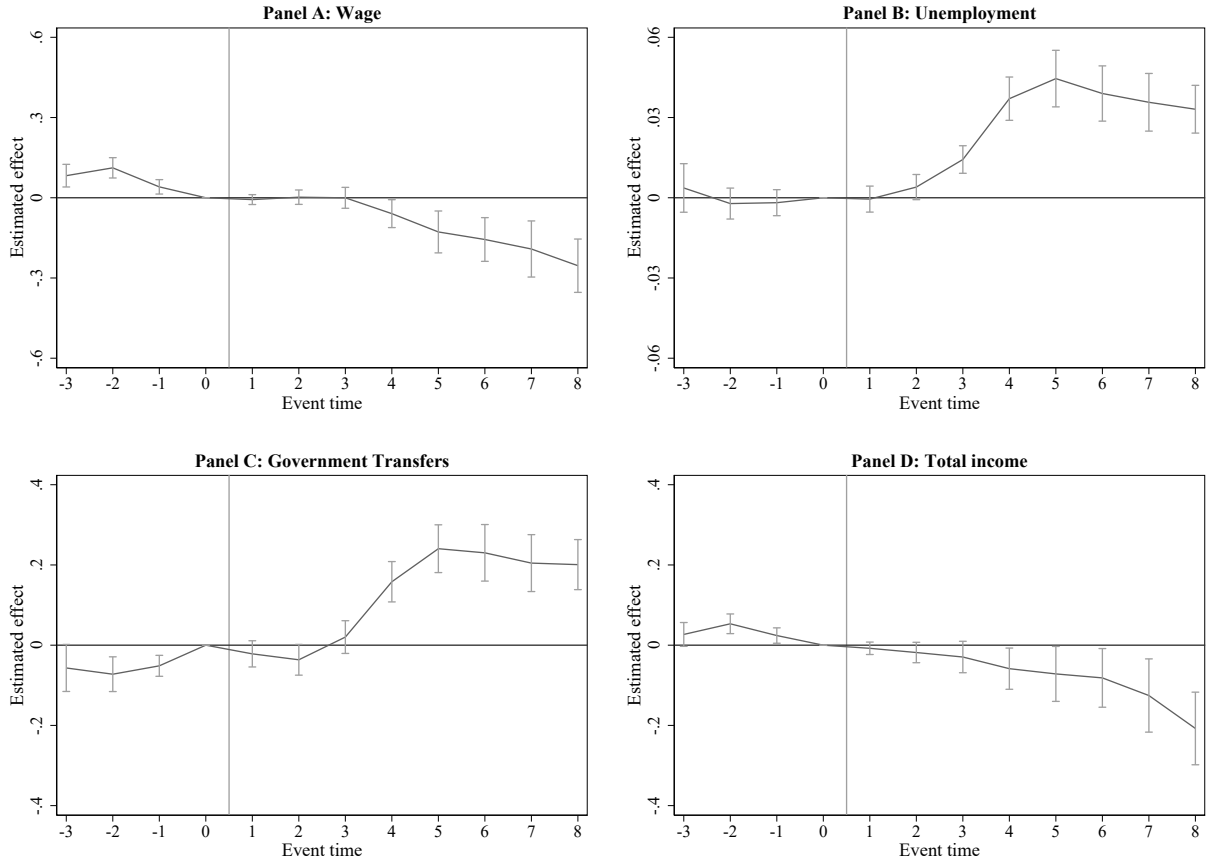 Panel A: Wage
Estimated effect
.6
.3
0
-.3
-.6
-3 -2 -1 0 1 2 3 4 5 6 7 8
Event time
Panel B: Unemployment
Estimated effect
.06
.03
0
-.03
-.06
-3 -2 -1 0 1 2 3 4 5 6 7 8
Event time
Panel C: Government Transfers
Estimated effect
.4
.2
0
-.2
-.4
-3 -2 -1 0 1 2 3 4 5 6 7 8
Event time
Panel D: Total income
Estimated effect
.4
.2
0
-.2
-.4
-3 -2 -1 0 1 2 3 4 5 6 7 8
Event time